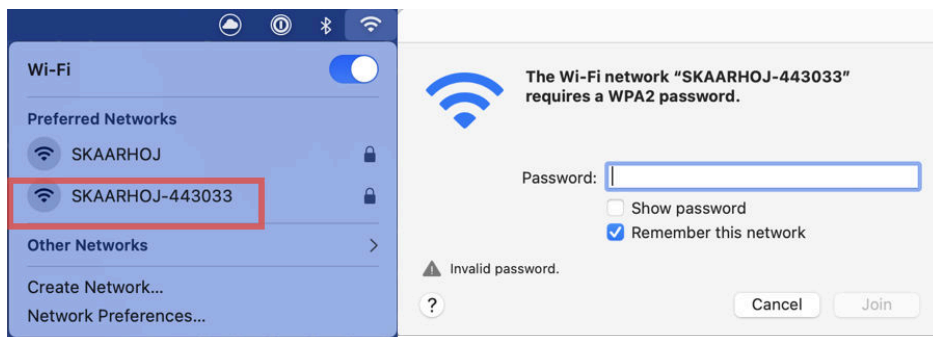 Wi-Fi
Preferred Networks
SKAARHOJ
SKAARHOJ-443033
Other Networks
Create Network...
Network Preferences...
The Wi-Fi network “SKAARHOJ-443033”
requires a WPA2 password.
Password:
Show password
Remember this network
Invalid password.
?
Cancel
Join